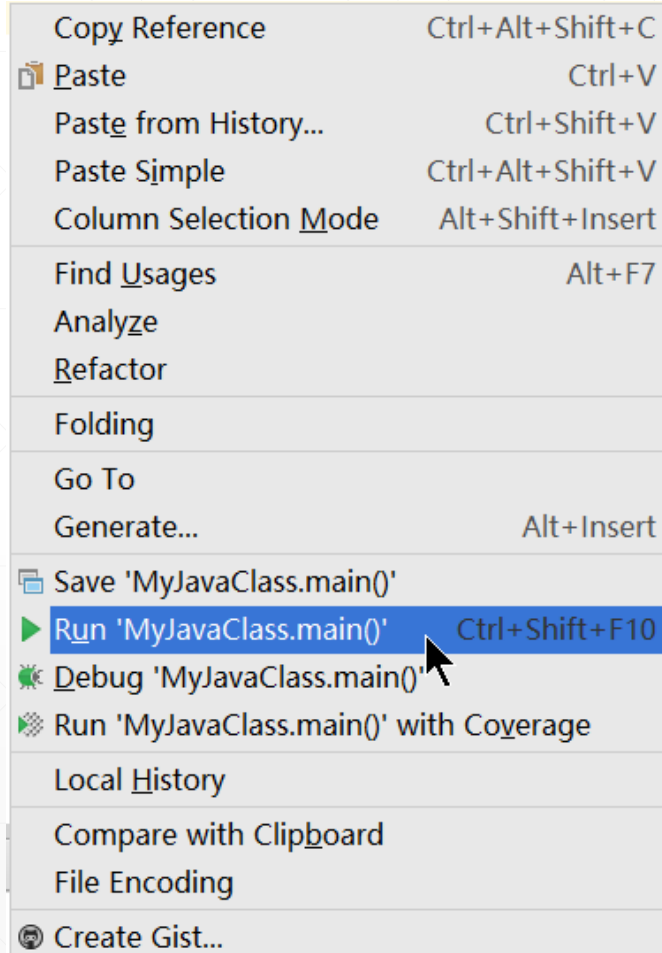 Copy Reference Ctrl+Alt+Shift+C
Paste Ctrl+V
Paste from History... Ctrl+Shift+V
Paste Simple Ctrl+Alt+Shift+V
Column Selection Mode Alt+Shift+Insert
Find Usages Alt+F7
Analyze
Refactor
Folding
Go To
Generate... Alt+Insert
Save 'MyJavaClass.main()'
Run 'MyJavaClass.main()' Ctrl+Shift+F10
Debug 'MyJavaClass.main()'
Run 'MyJavaClass.main()' with Coverage
Local History
Compare with Clipboard
File Encoding
Create Gist...